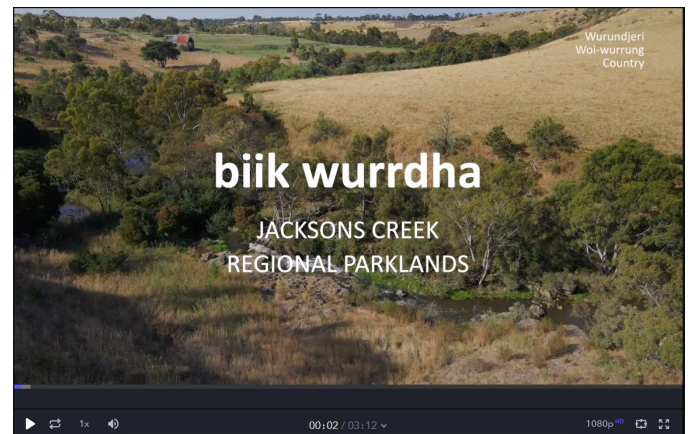 Wurundjeri
Woi-wurrung
Country
biik wurrdha
JACKSONS CREEK
REGIONAL PARKLANDS
1x
00:02 / 03:12
1080p HD